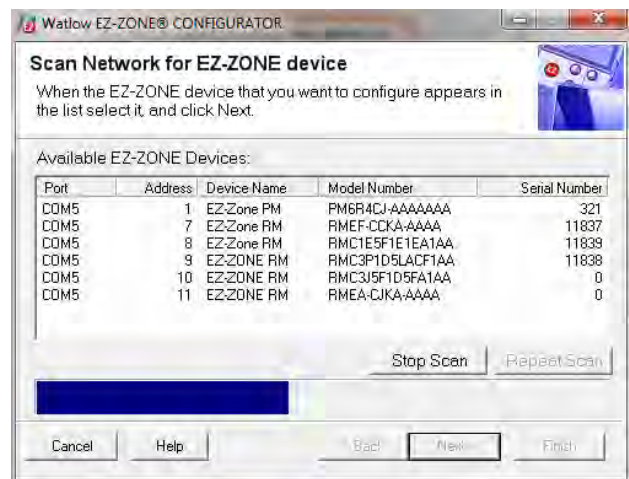 Watlow EZ-ZONE® CONFIGURATOR
Scan Network for EZ-ZONE device
When the EZ-ZONE device that you want to configure appears in
the list select it, and click Next.
Available EZ-ZONE Devices:
Port Address Device Name Model Number Serial Number
COM5 1 EZ-Zone PM PM6R4CJ-AAAAAAA 321
COM5 7 EZ-Zone RM RMEF-CCKA-AAAA 11837
COM5 8 EZ-Zone RM RMC1E5F1E1EA1AA 11839
COM5 9 EZ-ZONE RM RMC3P1D5LACF1AA 11838
COM5 10 EZ-ZONE RM RMC3J5F1D5FA1AA 0
COM5 11 EZ-ZONE RM RMEA-CJKA-AAAA 0
Stop Scan Repeat Scan
Cancel Help Back Next Finish